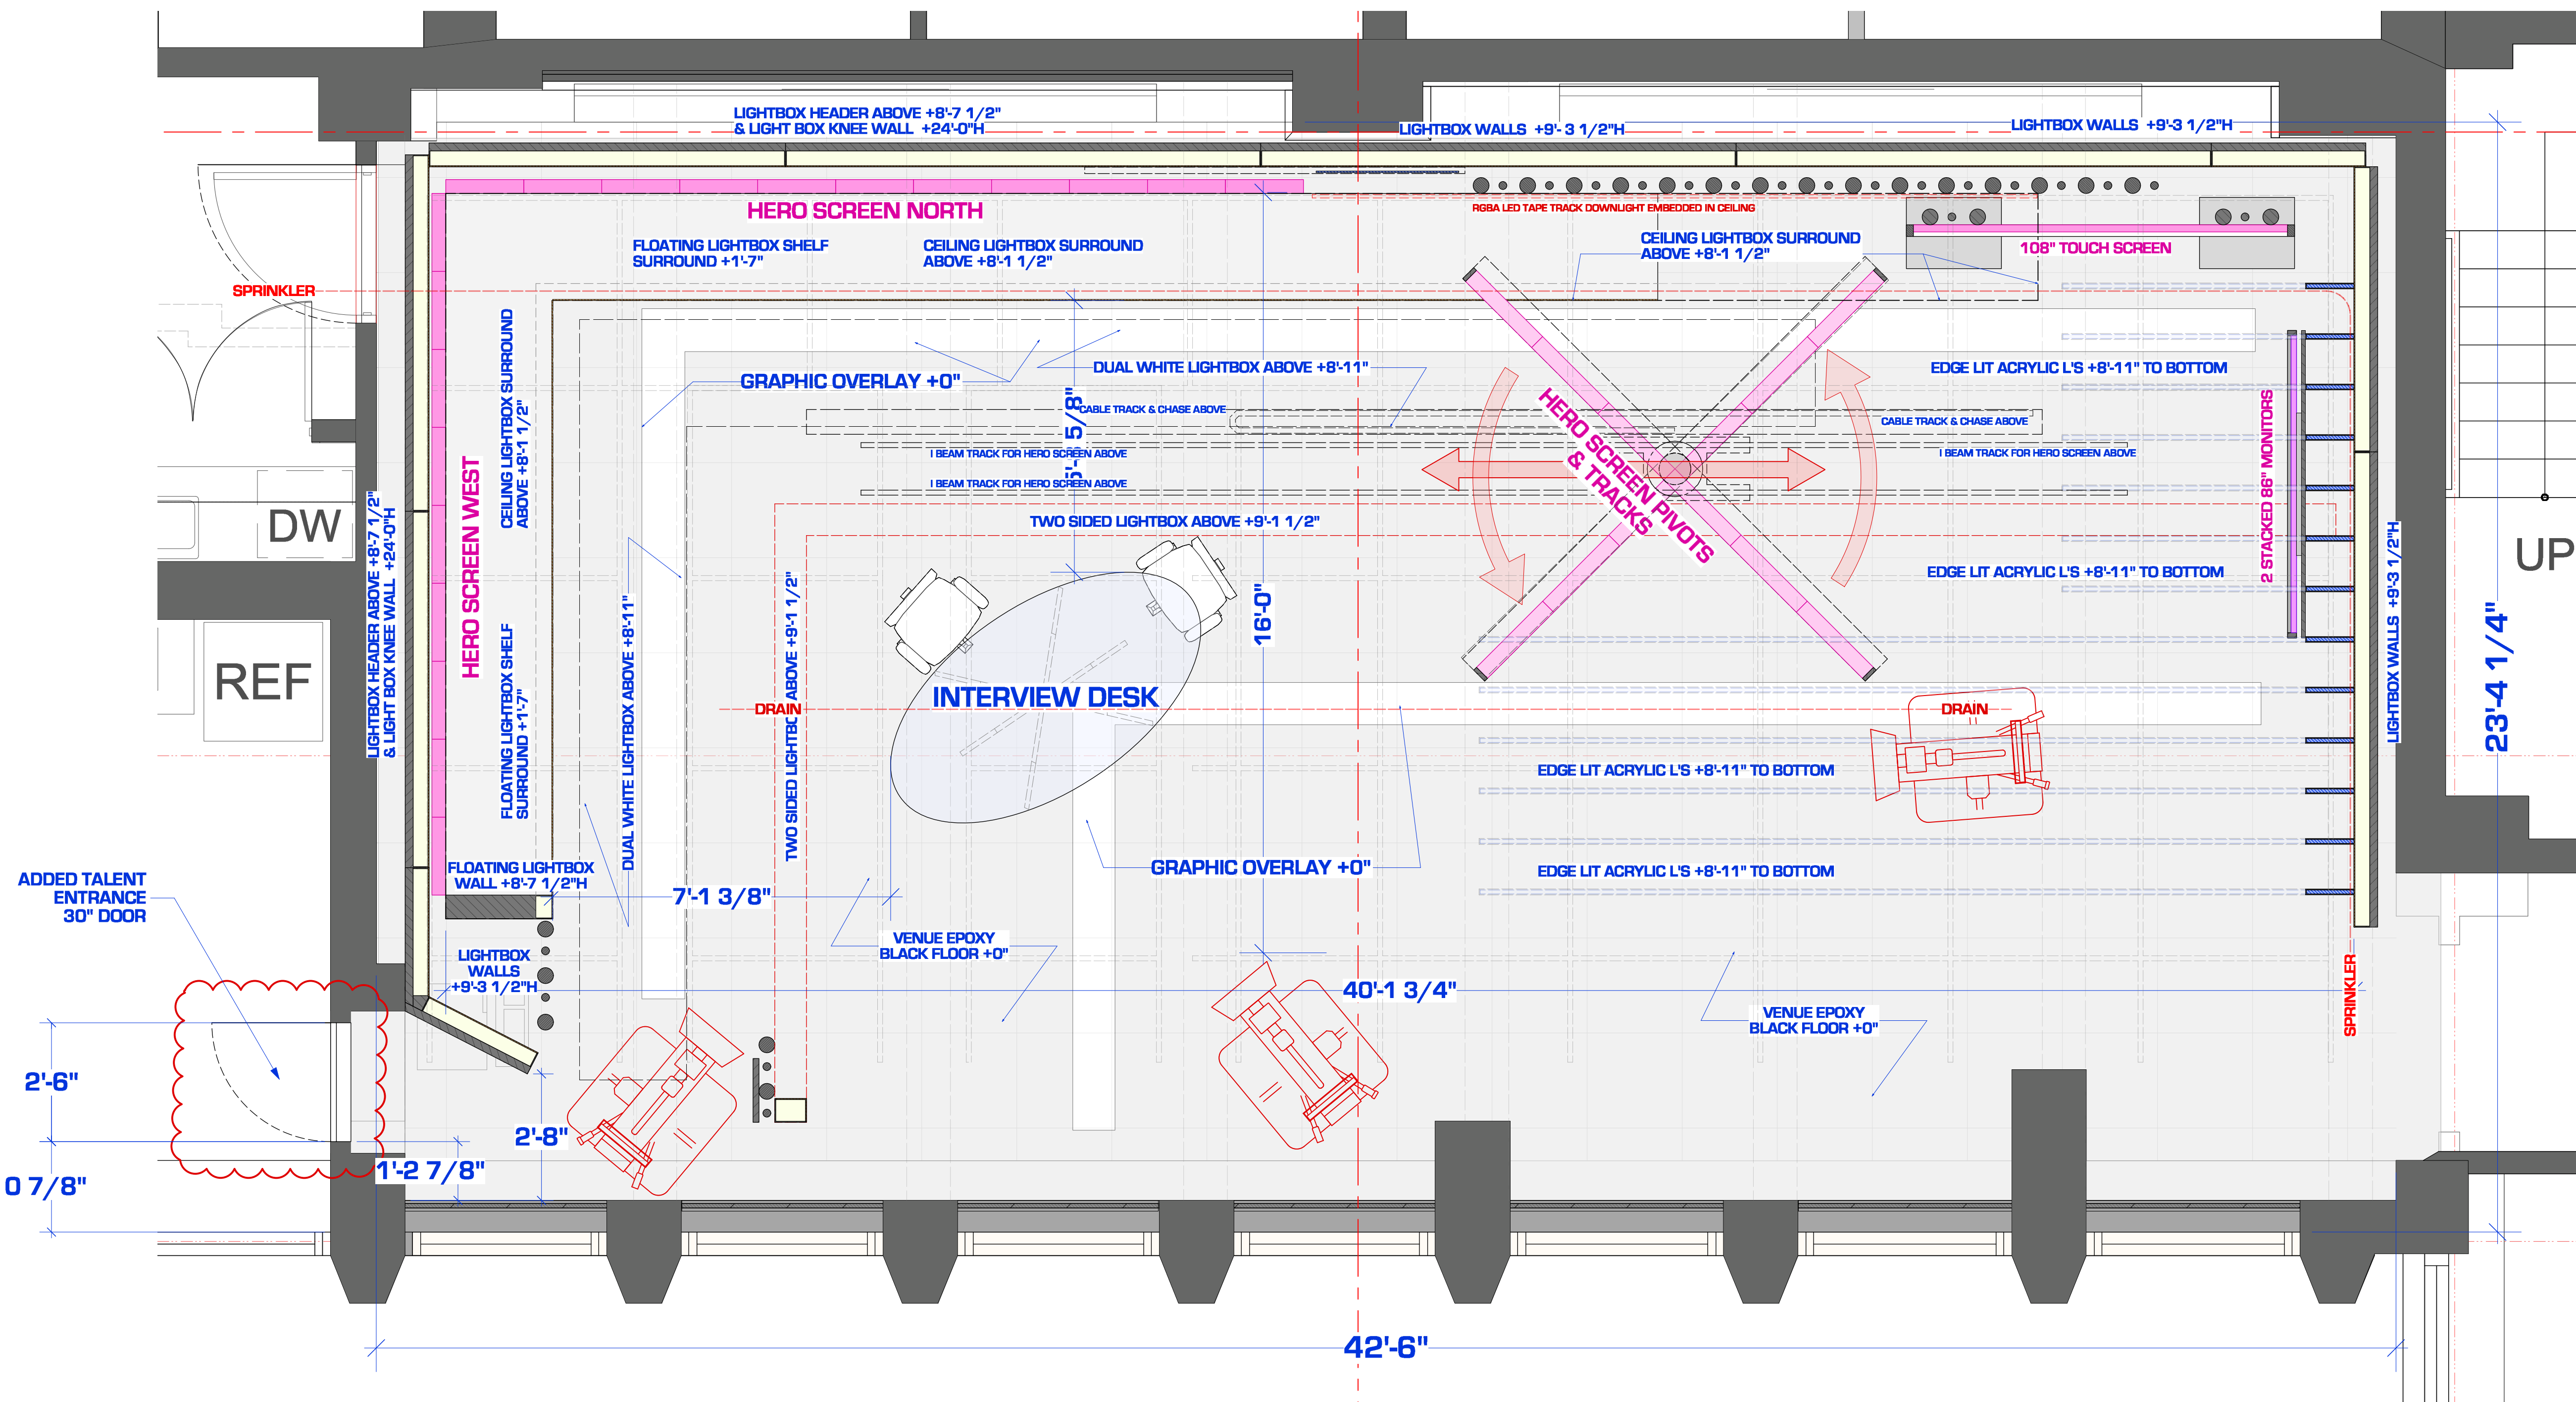 LIGHTBOX HEADER ABOVE +8'-7 1/2"
& LIGHT BOX KNEE WALL +24'-0"H
LIGHTBOX WALLS +9'- 3 1/2"H
LIGHTBOX WALLS +9'-3 1/2"H
HERO SCREEN NORTH
RGBA LED TAPE TRACK DOWNLIGHT EMBEDDED IN CEILING
FLOATING LIGHTBOX SHELF
SURROUND +1'-7"
CEILING LIGHTBOX SURROUND
ABOVE +8'-1 1/2"
CEILING LIGHTBOX SURROUND
ABOVE +8'-1 1/2"
108" TOUCH SCREEN
SPRINKLER
CEILING LIGHTBOX SURROUND
ABOVE +8'-1 1/2"
GRAPHIC OVERLAY +0"
DUAL WHITE LIGHTBOX ABOVE +8'-11"
EDGE LIT ACRYLIC L'S +8'-11" TO BOTTOM
5/8"
CABLE TRACK & CHASE ABOVE
CABLE TRACK & CHASE ABOVE
I BEAM TRACK FOR HERO SCREEN ABOVE
I BEAM TRACK FOR HERO SCREEN ABOVE
I BEAM TRACK FOR HERO SCREEN ABOVE
HERO SCREEN PIVOTS
& TRACKS
2 STACKED 86" MONITORS
HERO SCREEN WEST
DW
TWO SIDED LIGHTBOX ABOVE +9'-1 1/2"
UP
LIGHTBOX HEADER ABOVE +8'-7 1/2"
& LIGHT BOX KNEE WALL +24'-0"H
EDGE LIT ACRYLIC L'S +8'-11" TO BOTTOM
LIGHTBOX WALLS +9'-3 1/2"H
16'-0"
23'-4 1/4"
REF
FLOATING LIGHTBOX SHELF
SURROUND +1'-7"
DUAL WHITE LIGHTBOX ABOVE +8'-11"
TWO SIDED LIGHTBOX ABOVE +9'-1 1/2"
INTERVIEW DESK
DRAIN
DRAIN
EDGE LIT ACRYLIC L'S +8'-11" TO BOTTOM
FLOATING LIGHTBOX
WALL +8'-7 1/2"H
GRAPHIC OVERLAY +0"
EDGE LIT ACRYLIC L'S +8'-11" TO BOTTOM
ADDED TALENT
ENTRANCE
30" DOOR
7'-1 3/8"
VENUE EPOXY
BLACK FLOOR +0"
LIGHTBOX
WALLS
+9'-3 1/2"H
40'-1 3/4"
SPRINKLER
VENUE EPOXY
BLACK FLOOR +0"
2'-6"
2'-8"
1'-2 7/8"
0 7/8"
42'-6"